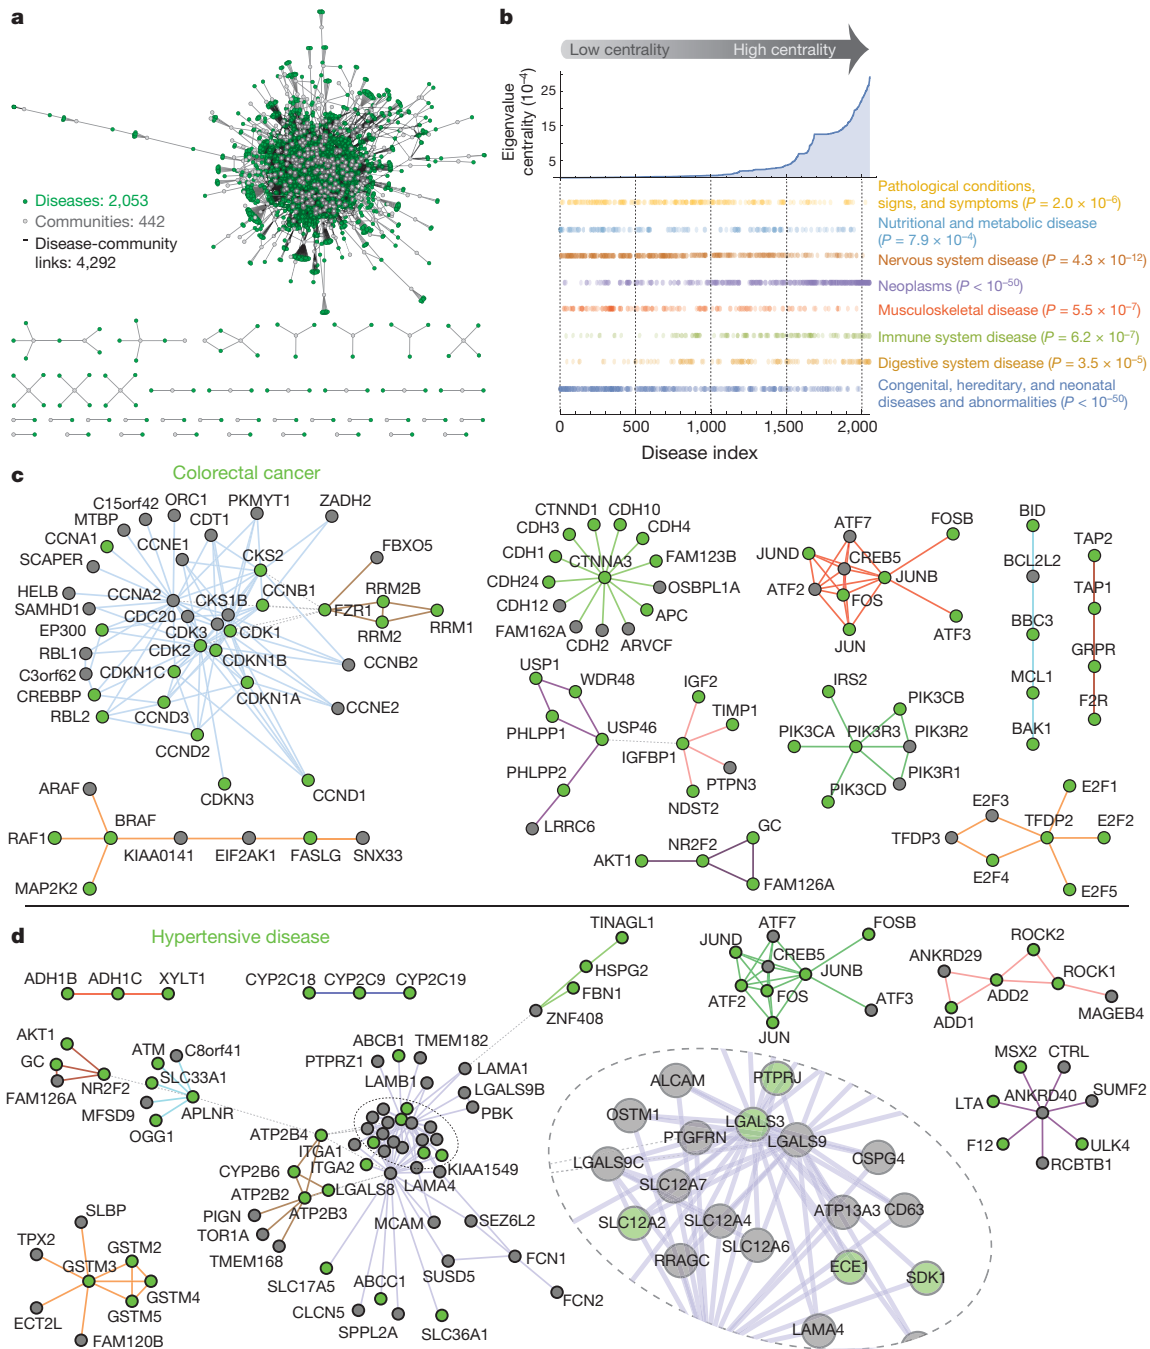 a
Diseases: 2,053
Communities: 442
Disease-community
links: 4,292
b
Low centrality
High centrality
Eigenvalue
centrality (10⁻⁴)
25
15
5
Pathological conditions,
signs, and symptoms (P = 2.0 × 10⁻⁶)
Nutritional and metabolic disease
(P = 7.9 × 10⁻⁴)
Nervous system disease (P = 4.3 × 10⁻¹²)
Neoplasms (P < 10⁻⁵⁰)
Musculoskeletal disease (P = 5.5 × 10⁻⁷)
Immune system disease (P = 6.2 × 10⁻⁷)
Digestive system disease (P = 3.5 × 10⁻⁵)
Congenital, hereditary, and neonatal
diseases and abnormalities (P < 10⁻⁵⁰)
0
500
1,000
1,500
2,000
Disease index
c
Colorectal cancer
C15orf42
ORC1
PKMYT1
ZADH2
MTBP
CDT1
CCNA1
CCNE1
SCAPER
CKS2
FBXO5
HELB
CCNA2
CKS1B
CCNB1
RRM2B
SAMHD1
CDC20
FZR1
EP300
CDK3
CDK1
RRM2
RRM1
RBL1
CDK2
CDKN1B
CCNB2
C3orf62
CDKN1C
CREBBP
CDKN1A
RBL2
CCND3
CCNE2
CCND2
CDKN3
CCND1
ARAF
RAF1
BRAF
KIAA0141
EIF2AK1
FASLG
SNX33
MAP2K2
CTNND1
CDH10
CDH3
CDH4
CDH1
CTNNA3
FAM123B
CDH24
OSBPL1A
CDH12
APC
FAM162A
CDH2
ARVCF
ATF7
FOSB
JUND
CREB5
JUNB
ATF2
FOS
JUN
ATF3
BID
BCL2L2
BBC3
MCL1
BAK1
TAP2
TAP1
GRPR
F2R
USP1
WDR48
PHLPP1
USP46
PHLPP2
LRRC6
IGF2
TIMP1
IGFBP1
PTPN3
NDST2
IRS2
PIK3CB
PIK3CA
PIK3R3
PIK3R2
PIK3R1
PIK3CD
GC
NR2F2
AKT1
FAM126A
E2F1
E2F3
TFDP2
E2F2
TFDP3
E2F4
E2F5
d
Hypertensive disease
ADH1B
ADH1C
XYLT1
CYP2C18
CYP2C9
CYP2C19
TINAGL1
HSPG2
FBN1
ZNF408
ATF7
FOSB
JUND
CREB5
JUNB
ATF2
FOS
ATF3
JUN
ROCK2
ANKRD29
ROCK1
ADD2
ADD1
MAGEB4
AKT1
GC
NR2F2
FAM126A
ATM
C8orf41
SLC33A1
MFSD9
APLNR
OGG1
ABCB1
TMEM182
PTPRZ1
LAMA1
LAMB1
LGALS9B
PBK
ATP2B4
ITGA1
ITGA2
KIAA1549
CYP2B6
LGALS8
LAMA4
ATP2B2
ATP2B3
PIGN
TOR1A
TMEM168
MCAM
SEZ6L2
FCN1
SUSD5
SLC17A5
ABCC1
FCN2
CLCN5
SPPL2A
SLC36A1
SLBP
TPX2
GSTM2
GSTM3
GSTM4
GSTM5
ECT2L
FAM120B
ALCAM
PTPRJ
OSTM1
LGALS3
PTGFRN
LGALS9
LGALS9C
CSPG4
SLC12A7
SLC12A2
SLC12A4
ATP13A3
CD63
SLC12A6
RRAGC
ECE1
SDK1
LAMA4
MSX2
CTRL
ANKRD40
SUMF2
LTA
F12
ULK4
RCBTB1